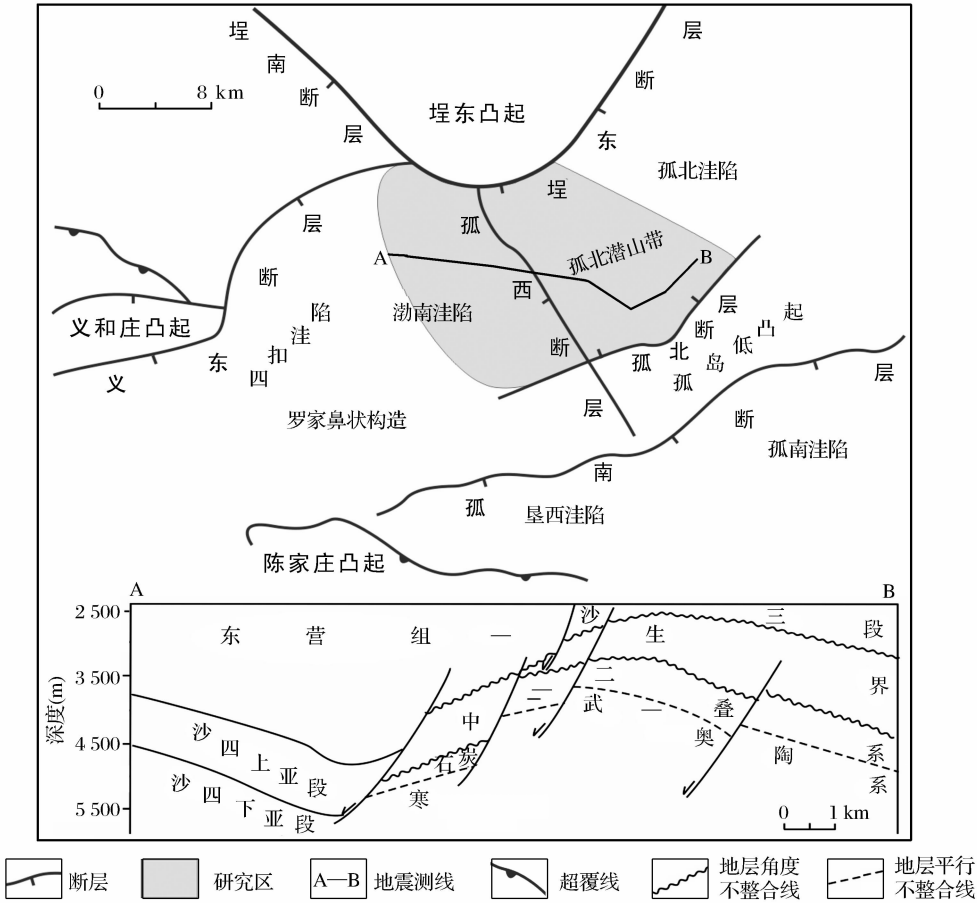 埕南断层
埕东断层
0 8 km
埕东凸起
孤北洼陷
孤西断层
孤北潜山带
A
B
渤南洼陷
义和庄凸起
义东断层
四扣洼陷
孤北断层
孤岛低凸起
罗家鼻状构造
孤南断层
孤南洼陷
垦西洼陷
陈家庄凸起
A
B
深度(m)
2 500
3 500
4 500
5 500
东营组一沙三段
沙四上亚段
沙四下亚段
中生界
石炭一二叠系
寒武一奥陶系
0 1 km
断层
研究区
A—B
地震测线
超覆线
地层角度
不整合线
地层平行
不整合线